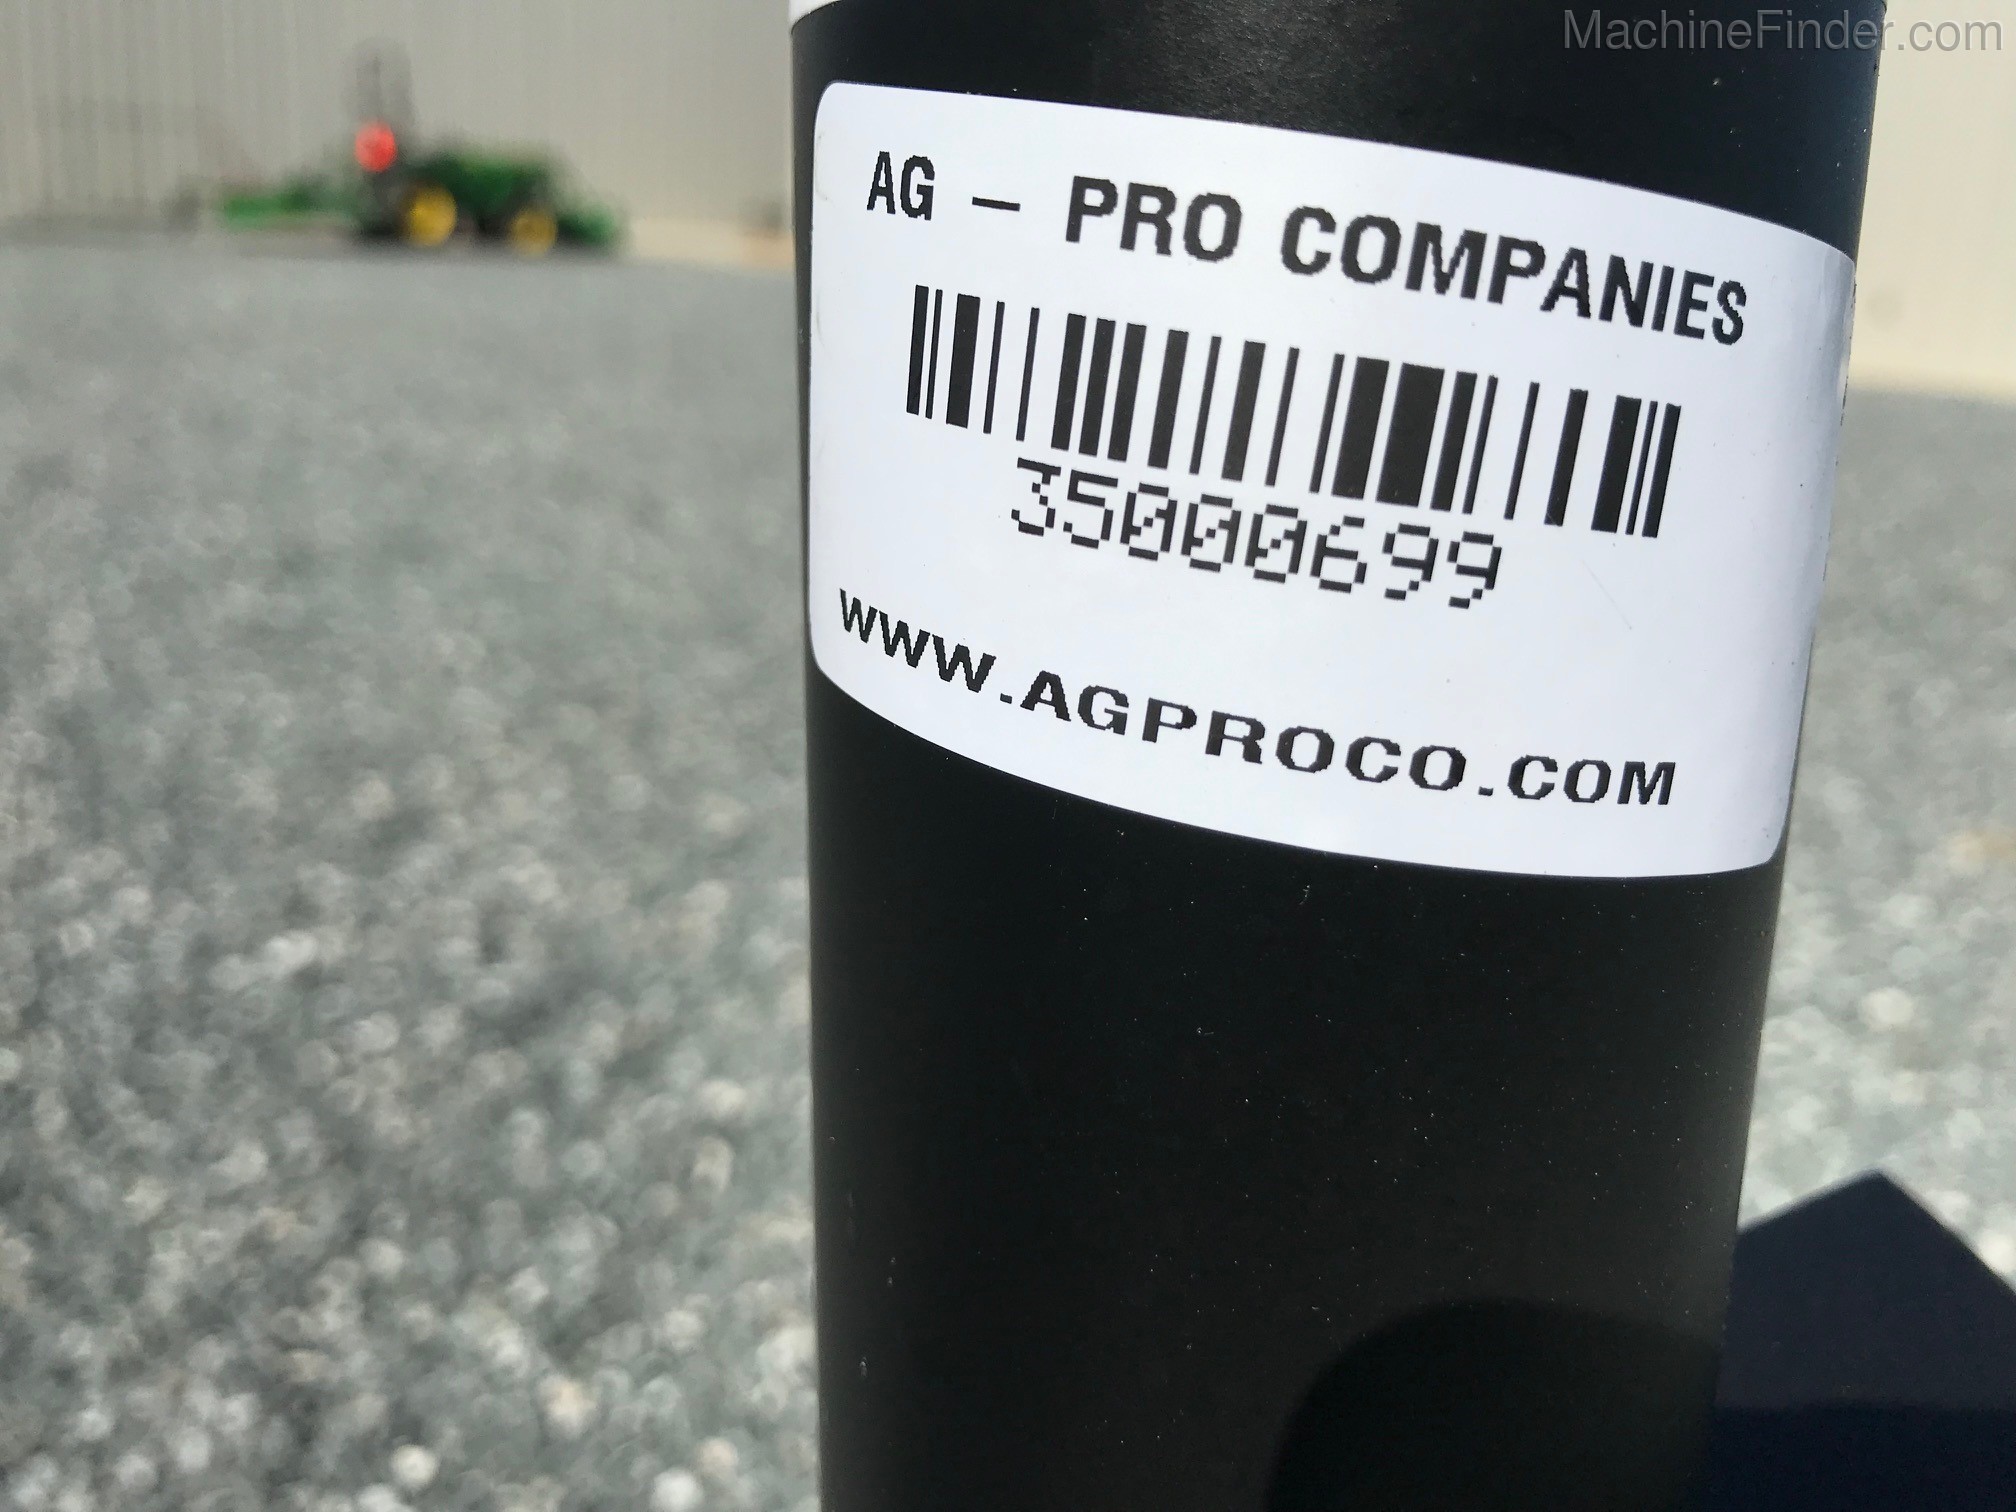 MachineFinder.com
AG - PRO COMPANIES
35000699
WWW.AGPROCO.COM